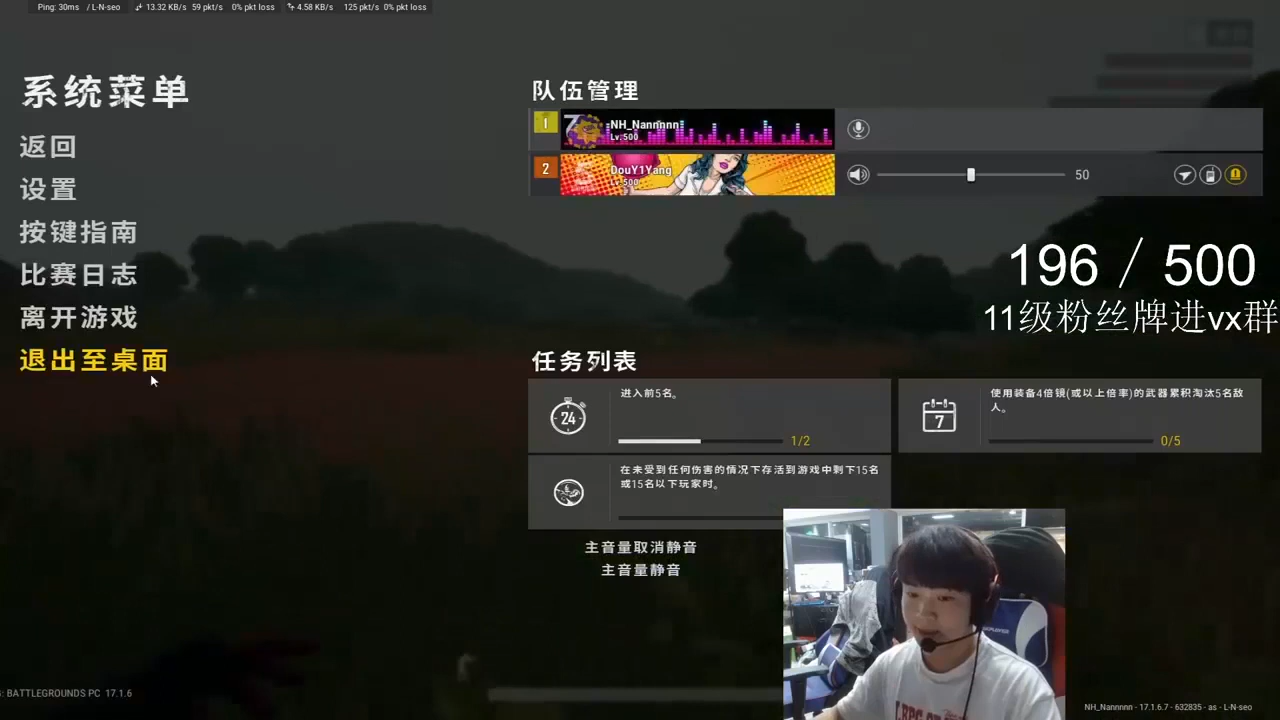 Ping: 30ms / L-N-seo 13.32 KB/s 59 pkt/s 0% pkt loss 4.58 KB/s 125 pkt/s 0% pkt loss
系统菜单
返回
设置
按键指南
比赛日志
离开游戏
退出至桌面
队伍管理
1 NH_Nannnnn
Lv.500
2 DouY1Yang
Lv.500
50
196 / 500
11级粉丝牌进vx群
任务列表
24 进入前5名。
1/2
7 使用装备4倍镜(或以上倍率)的武器累积淘汰5名敌
人。
0/5
在未受到任何伤害的情况下存活到游戏中剩下15名
或15名以下玩家时。
主音量取消静音
主音量静音
: BATTLEGROUNDS PC 17.1.6
NH_Nannnnn - 17.1.6.7 - 632835 - as - L-N-seo